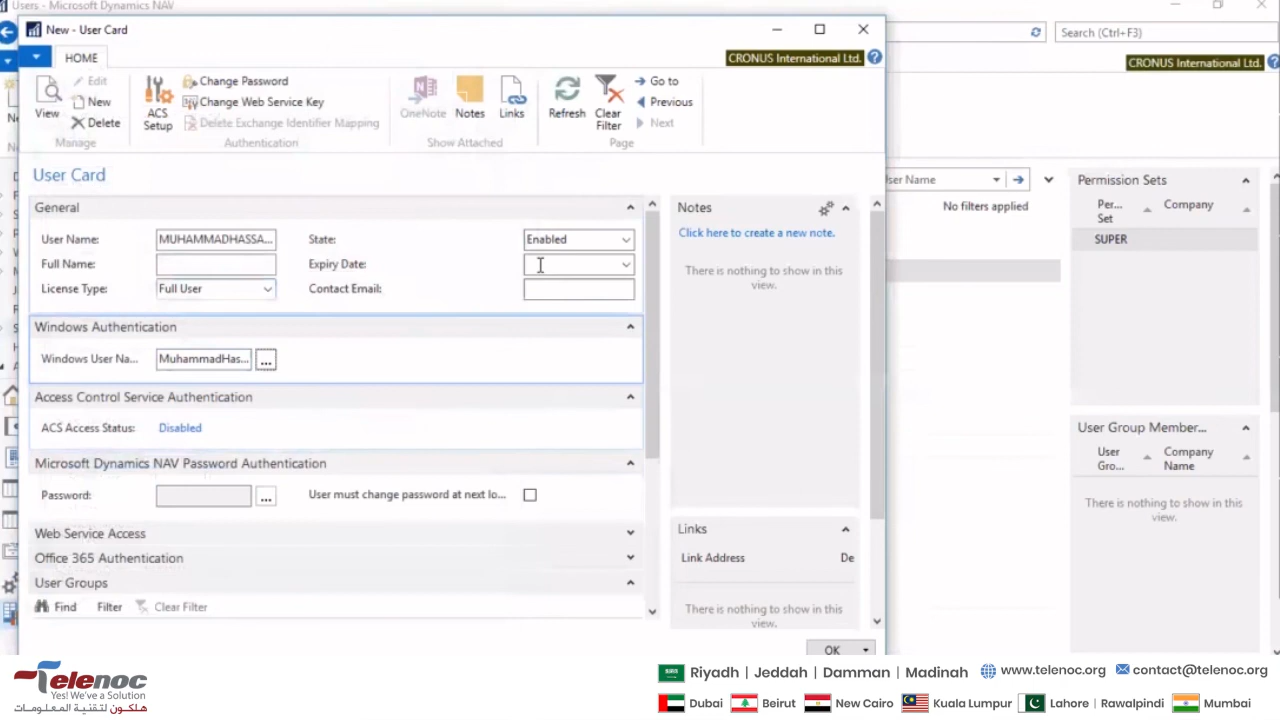 Users - Microsoft Dynamics NAV
New - User Card
Search (Ctrl+F3)
HOME
CRONUS International Ltd.
CRONUS International Ltd.
View
Edit
New
Delete
Manage
ACS Setup
Change Password
Change Web Service Key
Delete Exchange Identifier Mapping
Authentication
OneNote
Notes
Links
Show Attached
Refresh
Clear Filter
Go to
Previous
Next
Page
User Card
General
User Name: MUHAMMADHASSA... State: Enabled
Full Name: Expiry Date:
License Type: Full User Contact Email:
Windows Authentication
Windows User Na... MuhammadHas... ...
Access Control Service Authentication
ACS Access Status: Disabled
Microsoft Dynamics NAV Password Authentication
Password: ... User must change password at next lo...
Web Service Access
Office 365 Authentication
User Groups
Find Filter Clear Filter
Notes
Click here to create a new note.
There is nothing to show in this
view.
Links
Link Address De
There is nothing to show in this
view.
OK
ser Name
No filters applied
Permission Sets
Per... Company
Set
SUPER
User Group Member...
User Company
Gro... Name
There is nothing to show in this
view.
Telenoc
Yes! We've a Solution
هلكون لتقنية المعلومات
Riyadh | Jeddah | Damman | Madinah www.telenoc.org contact@telenoc.org
Dubai Beirut New Cairo Kuala Lumpur Lahore | Rawalpindi Mumbai